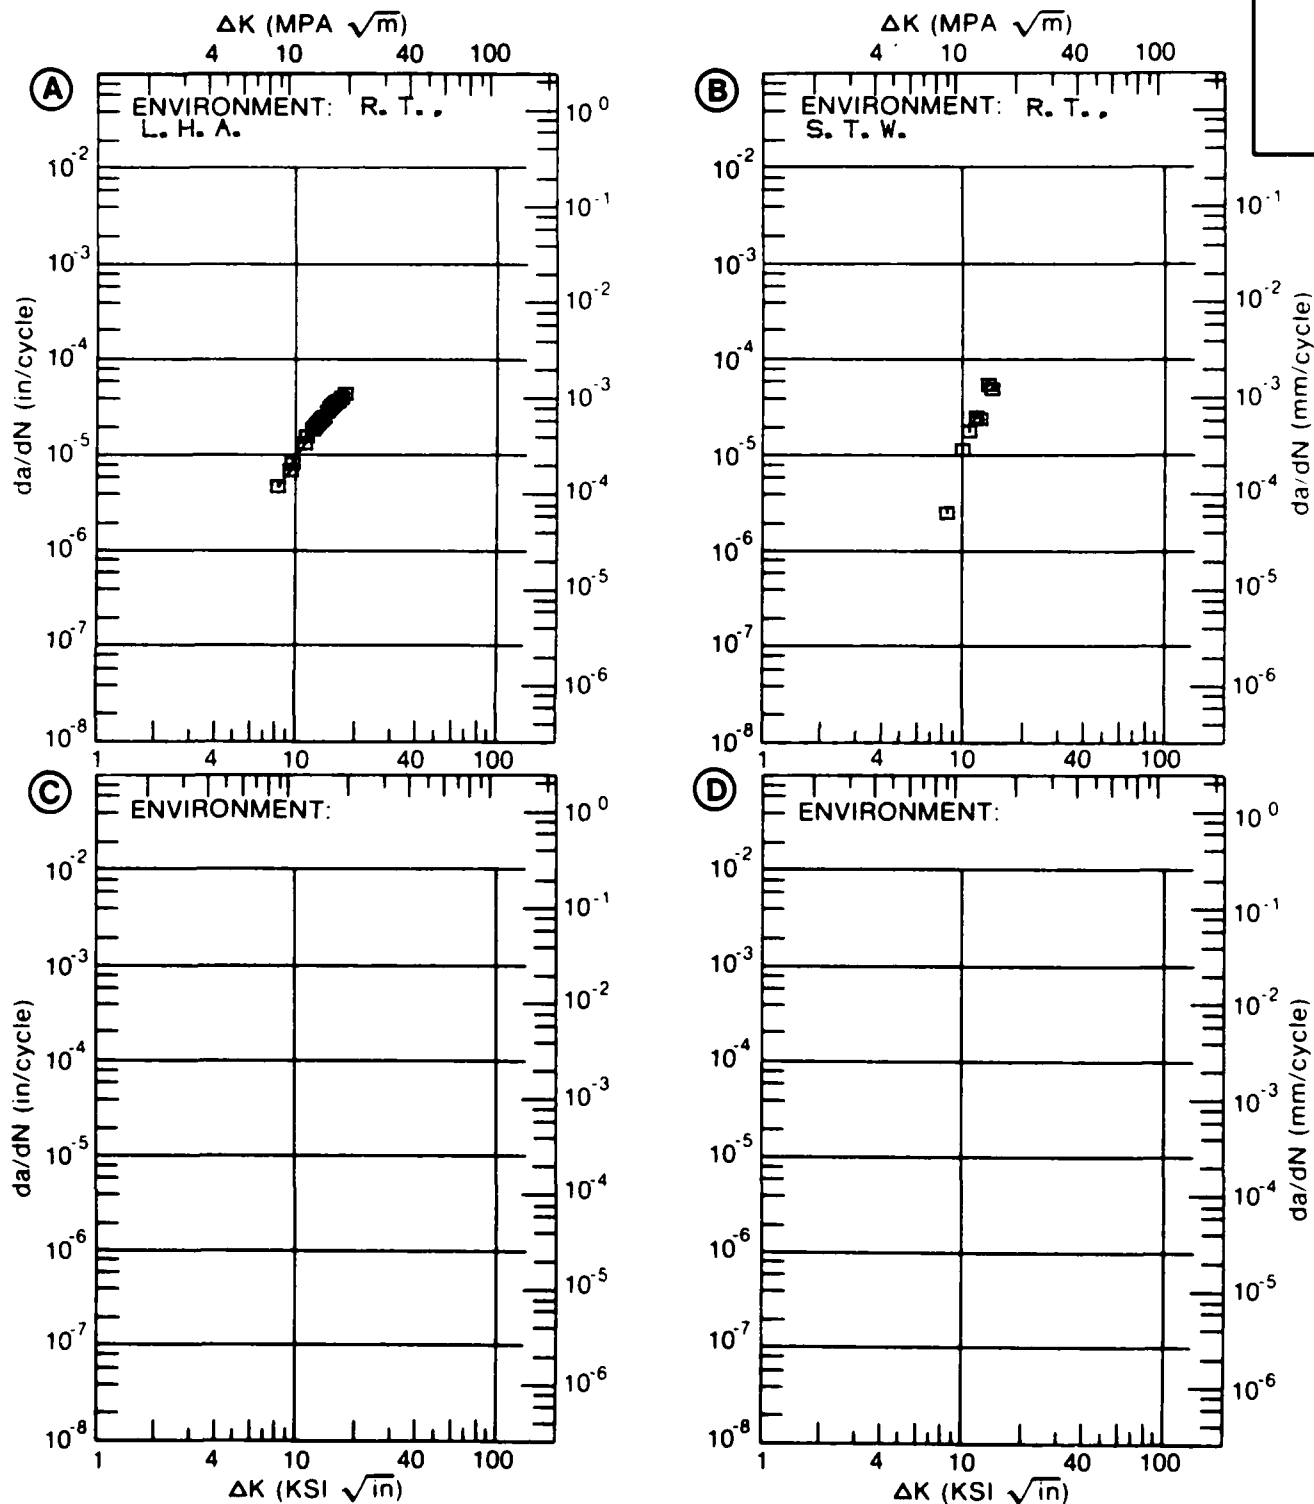 ΔK (MPA √m)
4 10 40 100
A
ENVIRONMENT: R. T.,
L. H. A.
10^0
10^-2
10^-1
10^-3
10^-2
10^-4
10^-3
10^-5
10^-4
10^-6
10^-5
10^-7
10^-6
10^-8
1 4 10 40 100
da/dN (in/cycle)
ΔK (MPA √m)
4 10 40 100
B
ENVIRONMENT: R. T.,
S. T. W.
10^-2
10^-1
10^-3
10^-2
10^-4
10^-3
10^-5
10^-4
10^-6
10^-5
10^-7
10^-6
10^-8
1 4 10 40 100
da/dN (mm/cycle)
C
ENVIRONMENT:
10^0
10^-2
10^-1
10^-3
10^-2
10^-4
10^-3
10^-5
10^-4
10^-6
10^-5
10^-7
10^-6
10^-8
1 4 10 40 100
da/dN (in/cycle)
ΔK (KSI √in)
D
ENVIRONMENT:
10^0
10^-2
10^-1
10^-3
10^-2
10^-4
10^-3
10^-5
10^-4
10^-6
10^-5
10^-7
10^-6
10^-8
1 4 10 40 100
da/dN (mm/cycle)
ΔK (KSI √in)